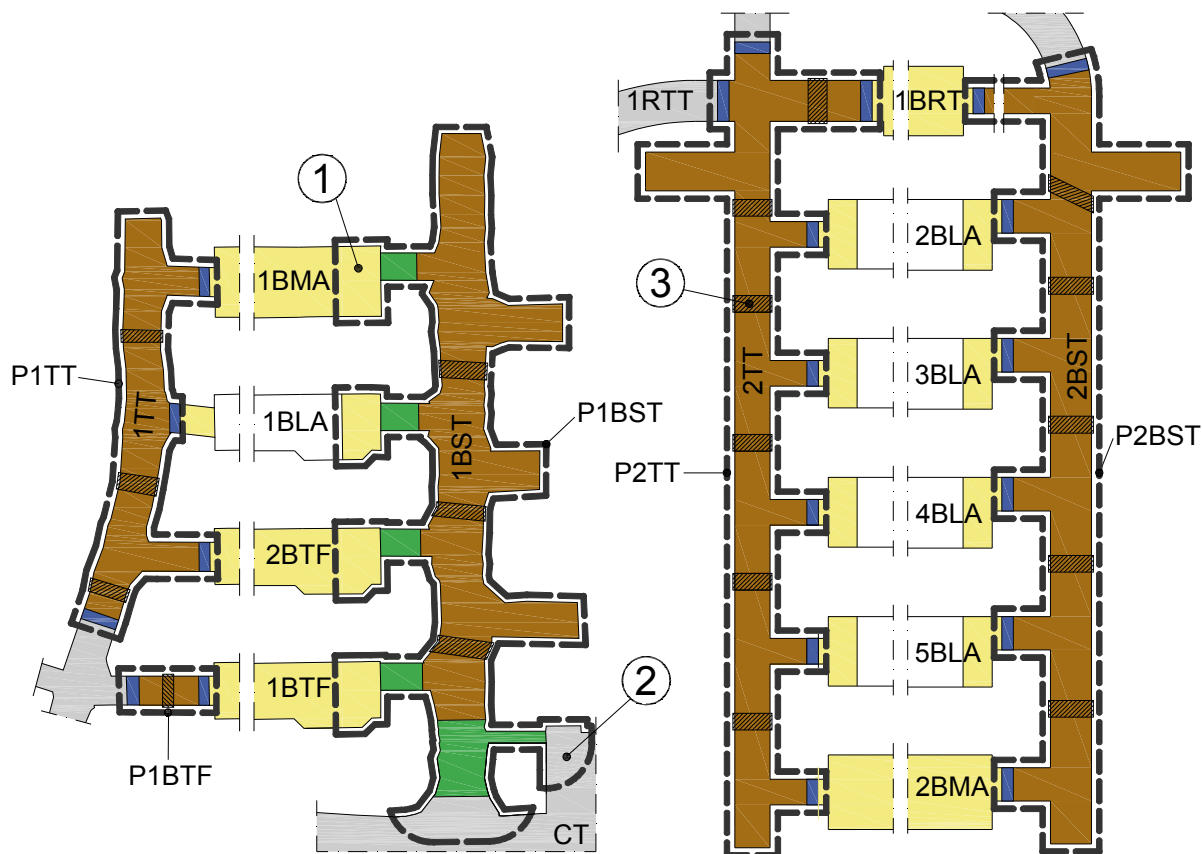 1RTT
1BRT
1
1BMA
2BLA
3
P1TT
1TT
1BLA
1BST
P1BST
2TT
3BLA
2BST
P2BST
P2TT
2BTF
4BLA
1BTF
2
5BLA
P1BTF
2BMA
CT